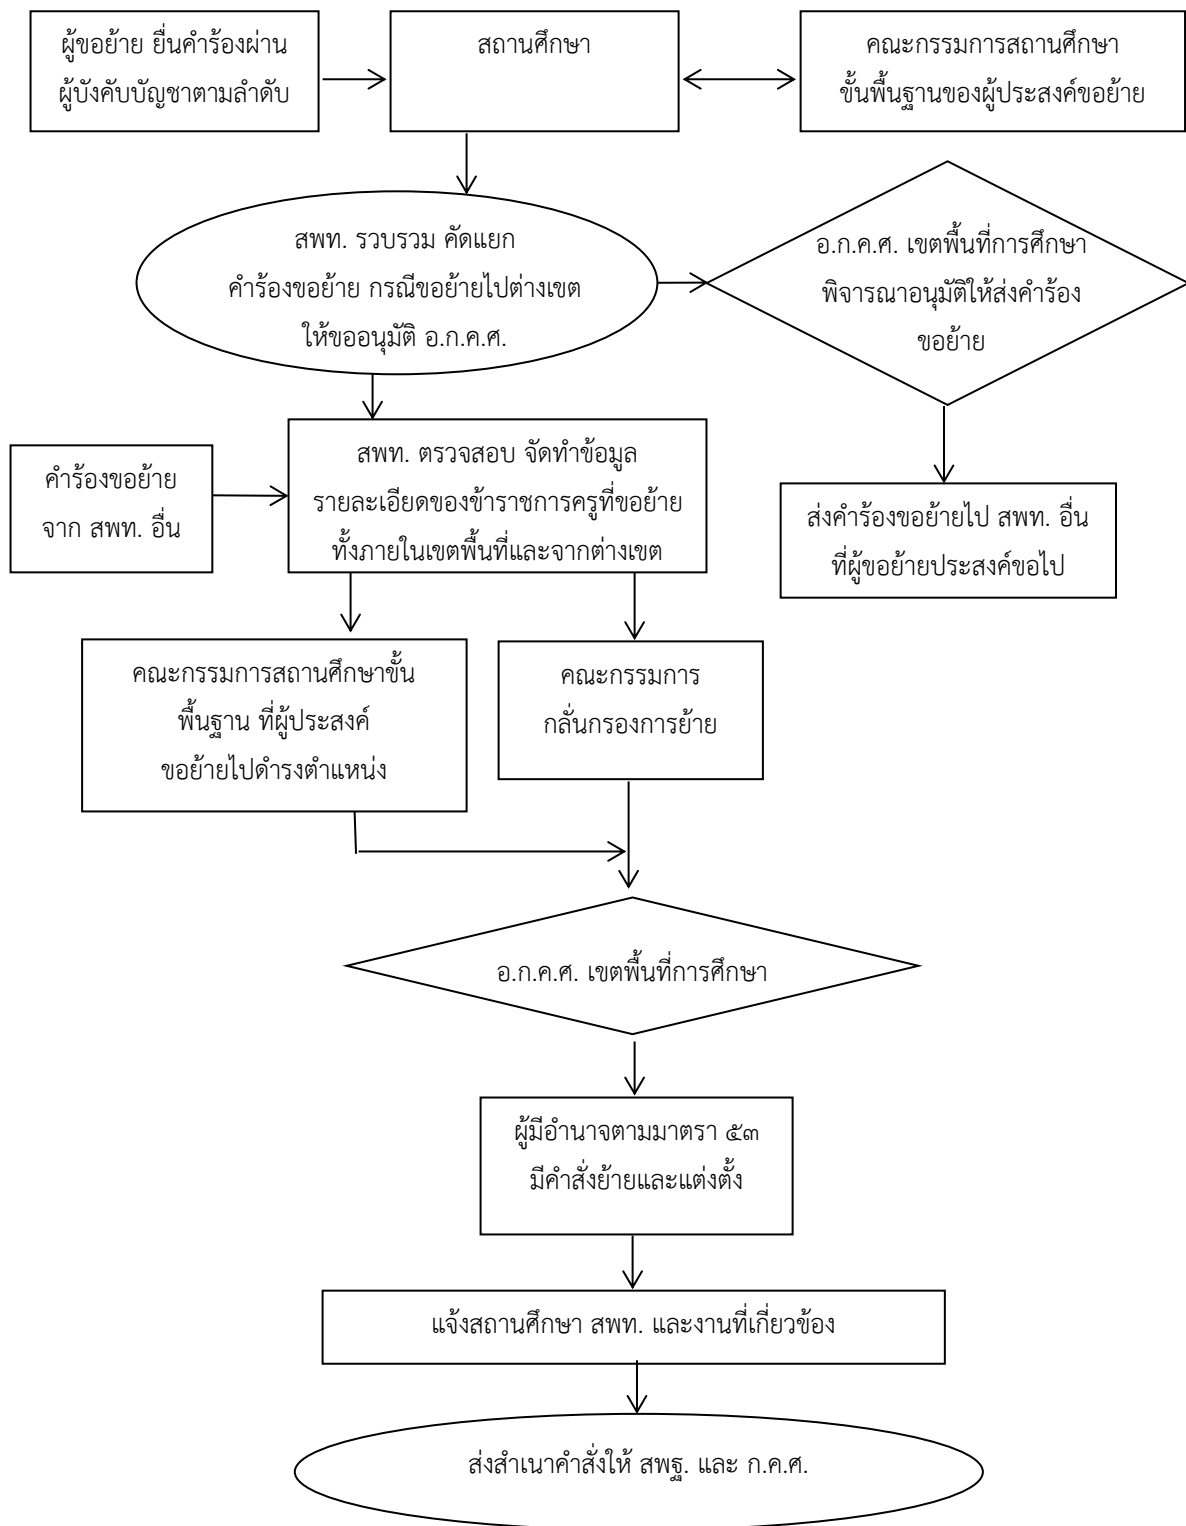 ผู้ขอย้าย ยื่นคำร้องผ่าน
ผู้บังคับบัญชาตามลำดับ
สถานศึกษา
คณะกรรมการสถานศึกษา
ขั้นพื้นฐานของผู้ประสงค์ขอย้าย
สพท. รวบรวม คัดแยก
คำร้องขอย้าย กรณีขอย้ายไปต่างเขต
ให้ขออนุมัติ อ.ก.ค.ศ.
อ.ก.ค.ศ. เขตพื้นที่การศึกษา
พิจารณาอนุมัติให้ส่งคำร้อง
ขอย้าย
คำร้องขอย้าย
จาก สพท. อื่น
สพท. ตรวจสอบ จัดทำข้อมูล
รายละเอียดของข้าราชการครูที่ขอย้าย
ทั้งภายในเขตพื้นที่และจากต่างเขต
ส่งคำร้องขอย้ายไป สพท. อื่น
ที่ผู้ขอย้ายประสงค์ขอไป
คณะกรรมการสถานศึกษาขั้น
พื้นฐาน ที่ผู้ประสงค์
ขอย้ายไปดำรงตำแหน่ง
คณะกรรมการ
กลั่นกรองการย้าย
อ.ก.ค.ศ. เขตพื้นที่การศึกษา
ผู้มีอำนาจตามมาตรา ๕๓
มีคำสั่งย้ายและแต่งตั้ง
แจ้งสถานศึกษา สพท. และงานที่เกี่ยวข้อง
ส่งสำเนาคำสั่งให้ สพฐ. และ ก.ค.ศ.